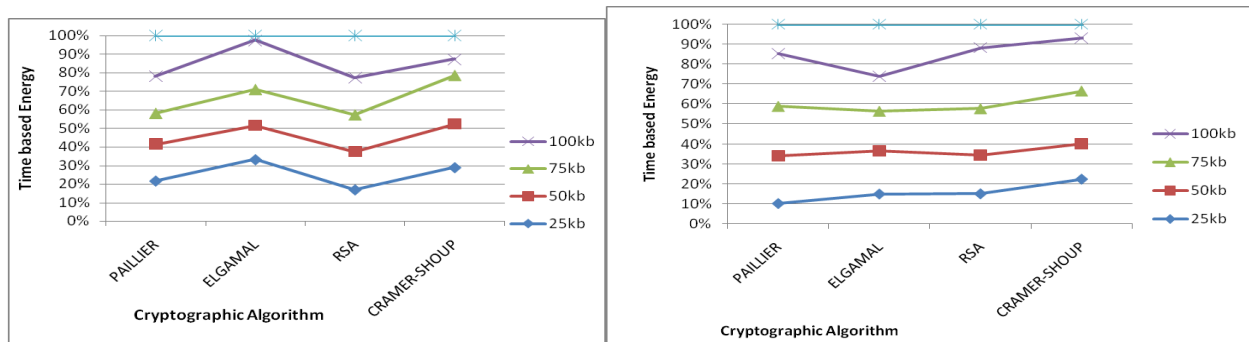 100%
90%
80%
70%
60%
50%
40%
30%
20%
10%
0%
Time based Energy
PAILLIER
ELGAMAL
RSA
CRAMER-SHOUP
Cryptographic Algorithm
100kb
75kb
50kb
25kb
100%
90%
80%
70%
60%
50%
40%
30%
20%
10%
0%
Time based Energy
PAILLIER
ELGAMAL
RSA
CRAMER-SHOUP
Cryptographic Algorithm
100kb
75kb
50kb
25kb